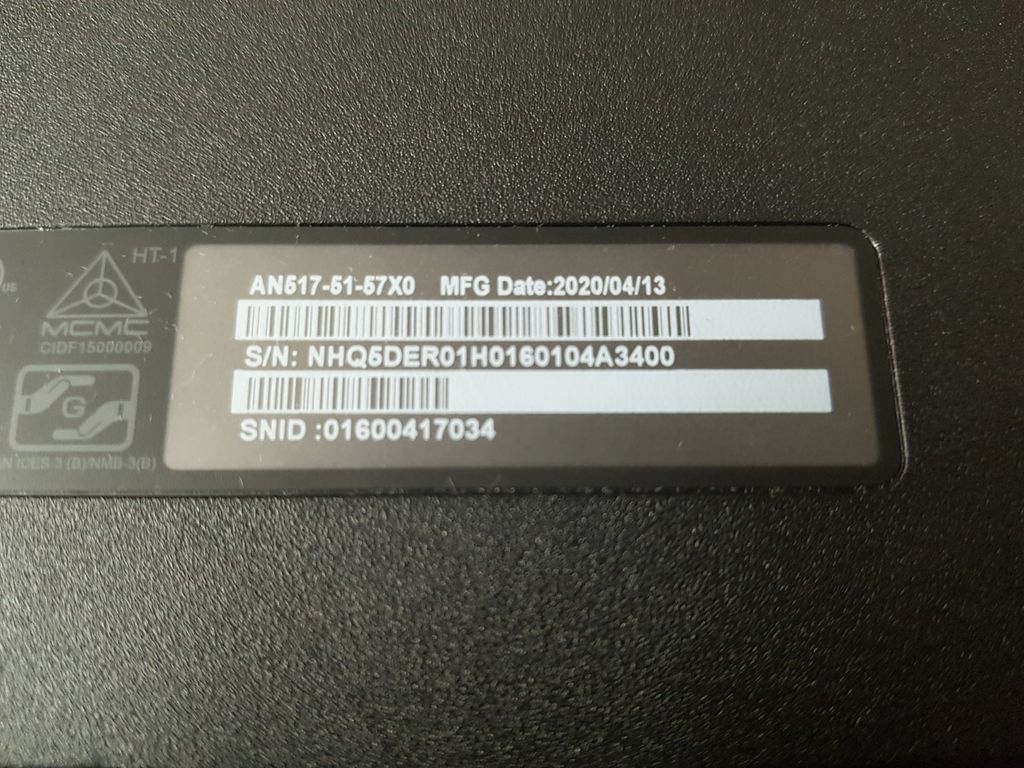 HT-1
MCMC
CIDF15000009
G
ICES-3 (B)/NMB-3(B)
US
AN517-51-57X0 MFG Date:2020/04/13
S/N: NHQ5DER01H0160104A3400
SNID :01600417034